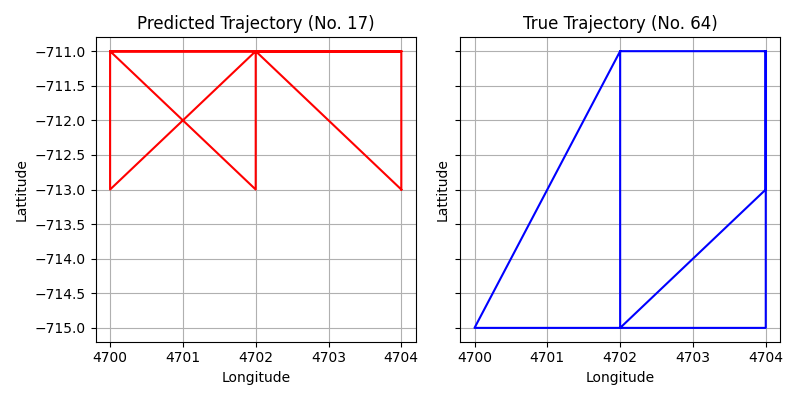 Predicted Trajectory (No. 17)
True Trajectory (No. 64)
−711.0
−711.5
−712.0
−712.5
−713.0
−713.5
−714.0
−714.5
−715.0
Lattitude
Lattitude
4700 4701 4702 4703 4704
4700 4701 4702 4703 4704
Longitude
Longitude